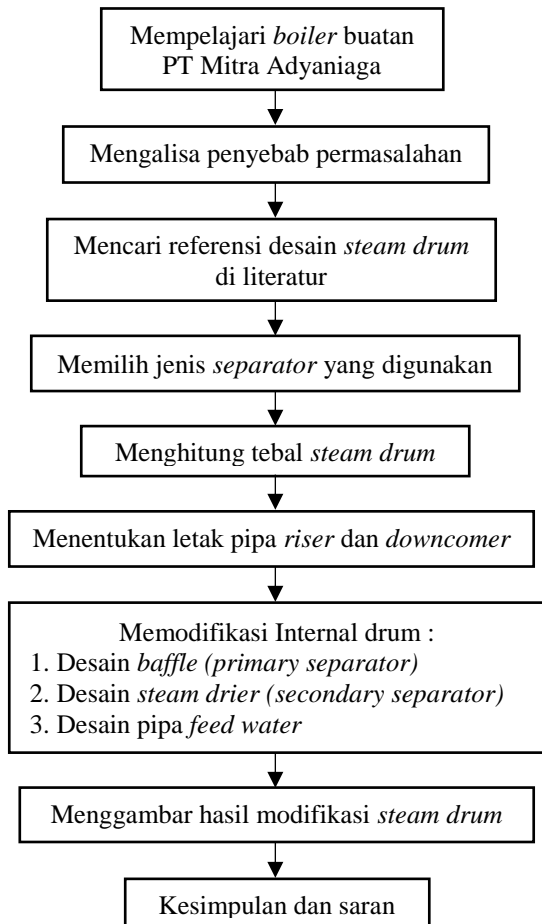 Mempelajari boiler buatan
PT Mitra Adyaniaga
Mengalisa penyebab permasalahan
Mencari referensi desain steam drum
di literatur
Memilih jenis separator yang digunakan
Menghitung tebal steam drum
Menentukan letak pipa riser dan downcomer
Memodifikasi Internal drum :
1. Desain baffle (primary separator)
2. Desain steam drier (secondary separator)
3. Desain pipa feed water
Menggambar hasil modifikasi steam drum
Kesimpulan dan saran